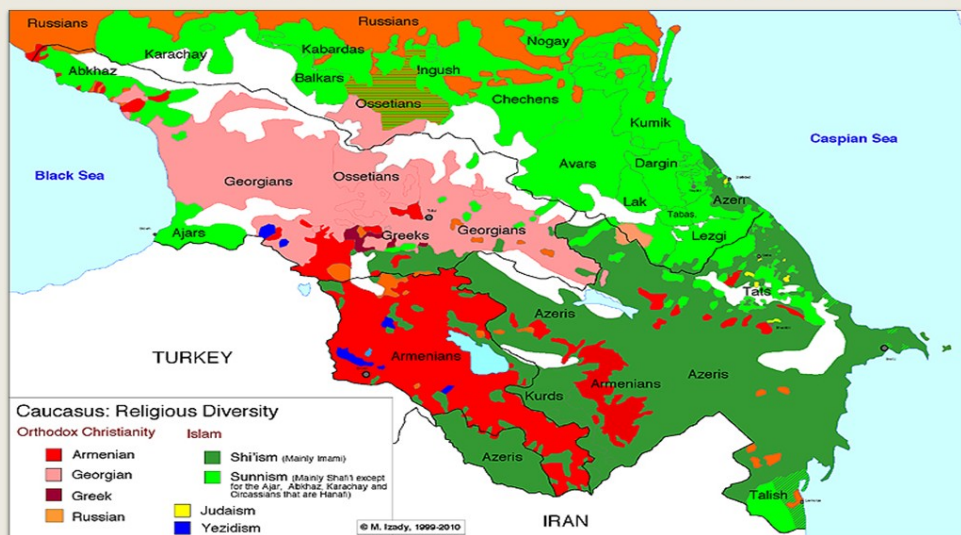 Russians
Russians
Nogay
Karachay
Kabardas
Abkhaz
Balkars
Ingush
Ossetians
Chechens
Kumik
Caspian Sea
Avars
Dargin
Black Sea
Georgians
Ossetians
Lak
Azeri
Tabas.
Ajars
Greeks
Georgians
Lezgi
Tats
Azeris
TURKEY
Armenians
Azeris
Kurds
Armenians
Azeris
Talish
IRAN
Caucasus: Religious Diversity
Orthodox Christianity
Armenian
Georgian
Greek
Russian
Islam
Shi'ism (Mainly Imami)
Sunnism (Mainly Shafi'i except
for the Ajar, Abkhaz, Karachay and
Circassians that are Hanafi)
Judaism
Yezidism
© M. Izady, 1999-2010